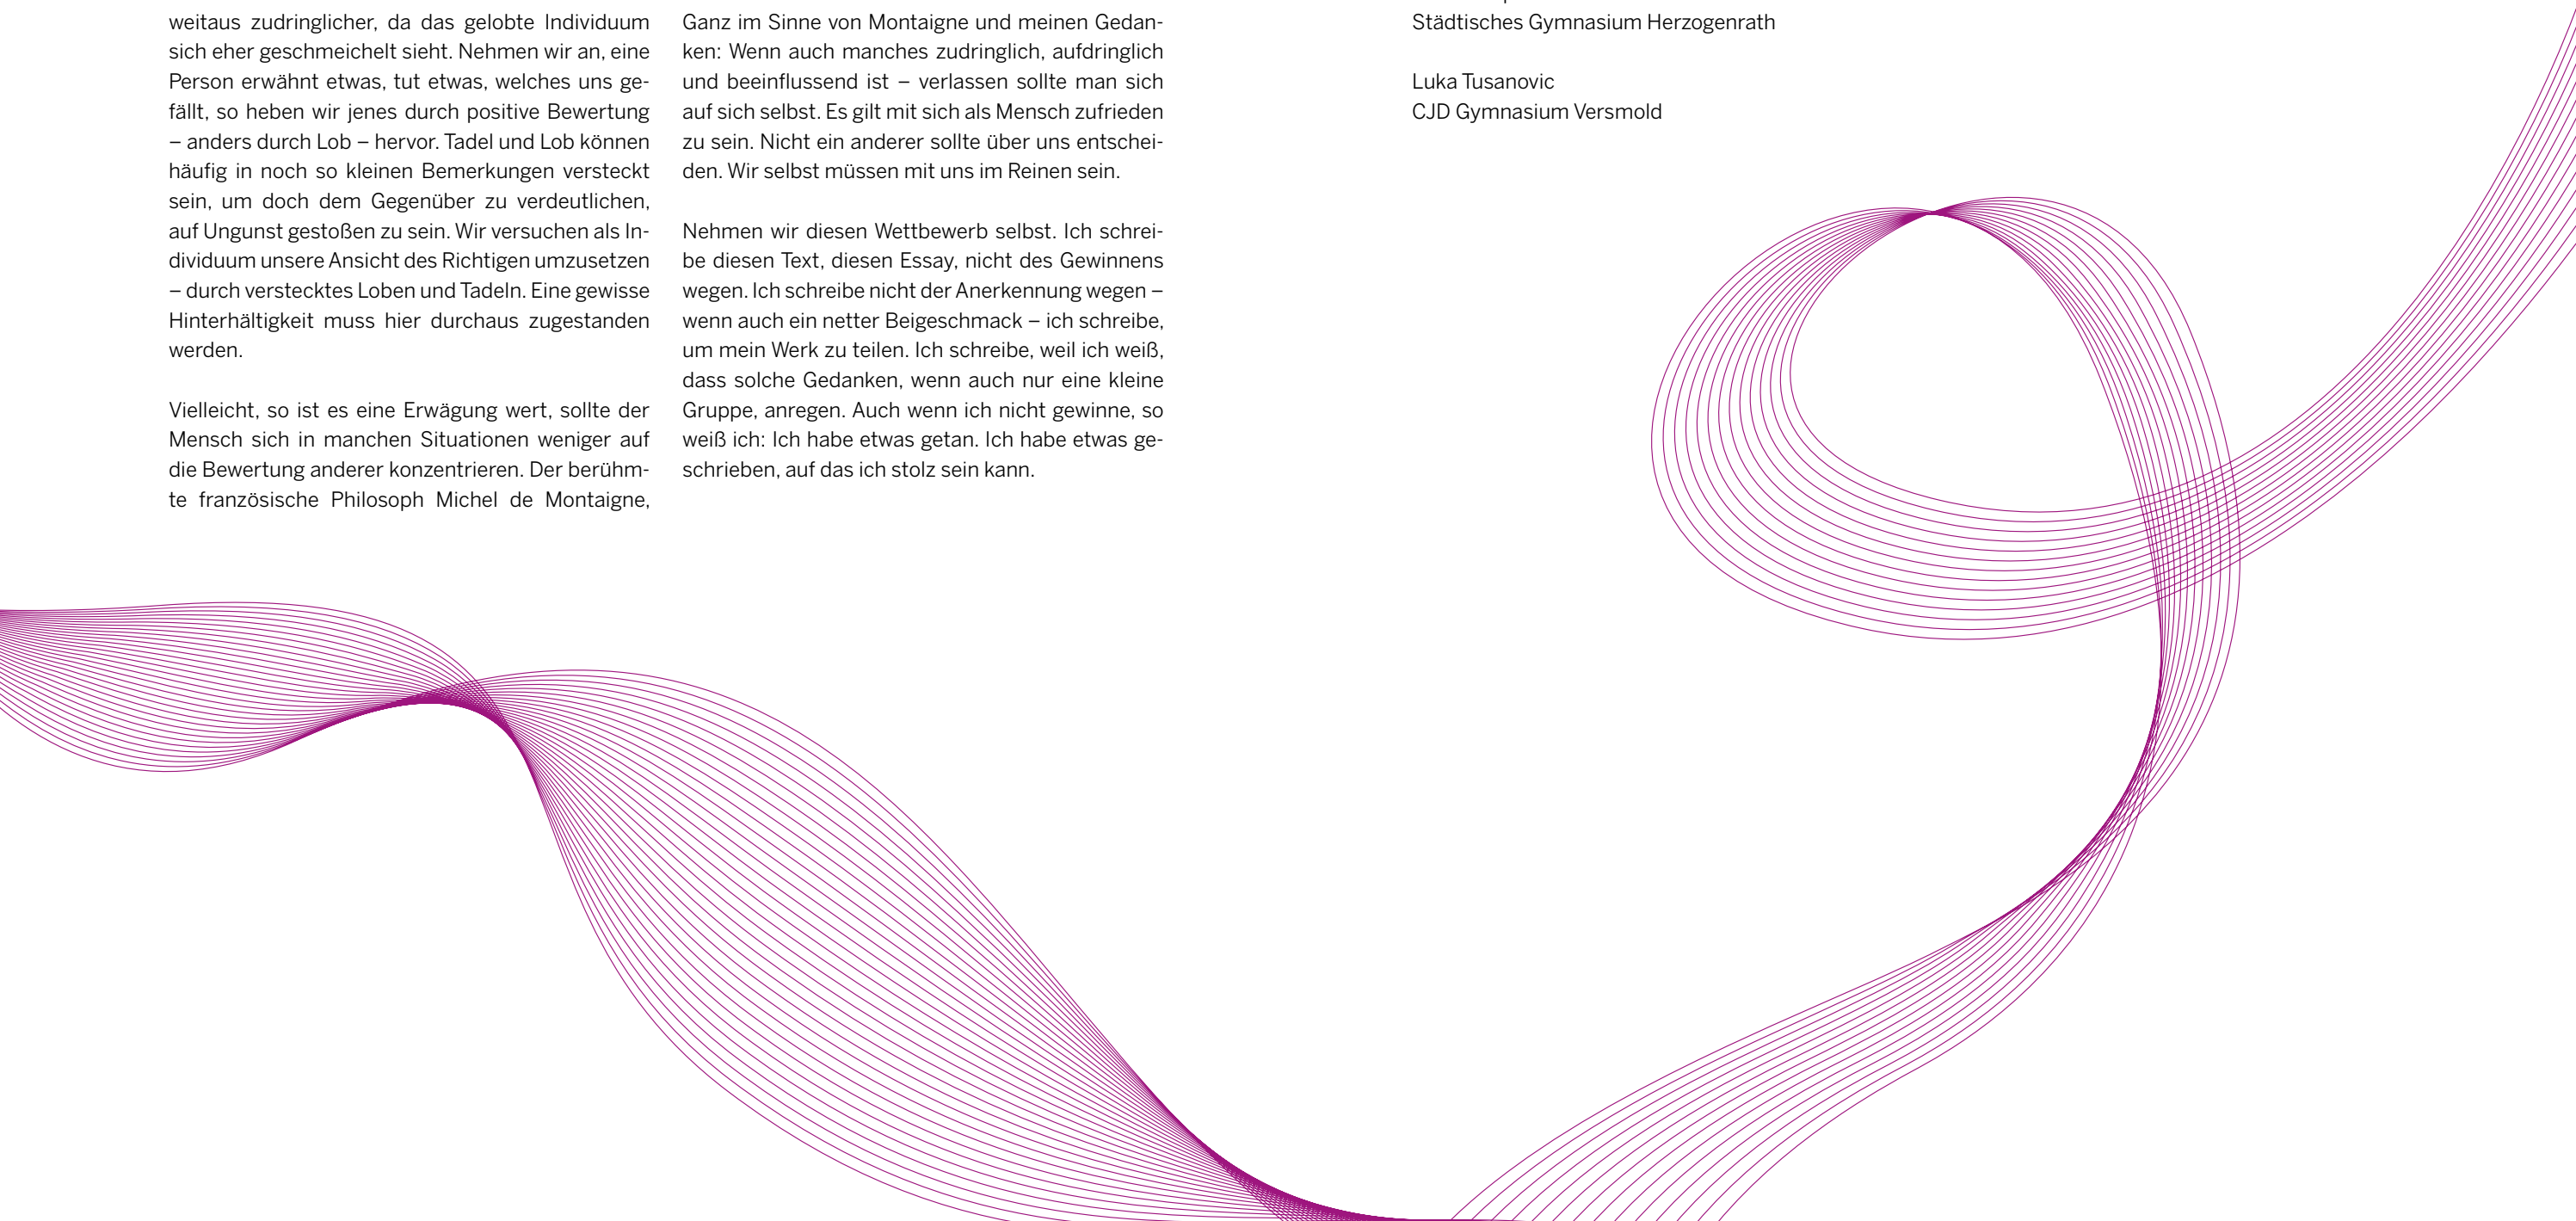 weitaus zudringlicher, da das gelobte Individuum
sich eher geschmeichelt sieht. Nehmen wir an, eine
Person erwähnt etwas, tut etwas, welches uns ge-
fällt, so heben wir jenes durch positive Bewertung
– anders durch Lob – hervor. Tadel und Lob können
häufig in noch so kleinen Bemerkungen versteckt
sein, um doch dem Gegenüber zu verdeutlichen,
auf Ungunst gestoßen zu sein. Wir versuchen als In-
dividuum unsere Ansicht des Richtigen umzusetzen
– durch verstecktes Loben und Tadeln. Eine gewisse
Hinterhältigkeit muss hier durchaus zugestanden
werden.
Vielleicht, so ist es eine Erwägung wert, sollte der
Mensch sich in manchen Situationen weniger auf
die Bewertung anderer konzentrieren. Der berühm-
te französische Philosoph Michel de Montaigne,
Ganz im Sinne von Montaigne und meinen Gedan-
ken: Wenn auch manches zudringlich, aufdringlich
und beeinflussend ist – verlassen sollte man sich
auf sich selbst. Es gilt mit sich als Mensch zufrieden
zu sein. Nicht ein anderer sollte über uns entschei-
den. Wir selbst müssen mit uns im Reinen sein.
Nehmen wir diesen Wettbewerb selbst. Ich schrei-
be diesen Text, diesen Essay, nicht des Gewinnens
wegen. Ich schreibe nicht der Anerkennung wegen –
wenn auch ein netter Beigeschmack – ich schreibe,
um mein Werk zu teilen. Ich schreibe, weil ich weiß,
dass solche Gedanken, wenn auch nur eine kleine
Gruppe, anregen. Auch wenn ich nicht gewinne, so
weiß ich: Ich habe etwas getan. Ich habe etwas ge-
schrieben, auf das ich stolz sein kann.
Städtisches Gymnasium Herzogenrath
Luka Tusanovic
CJD Gymnasium Versmold